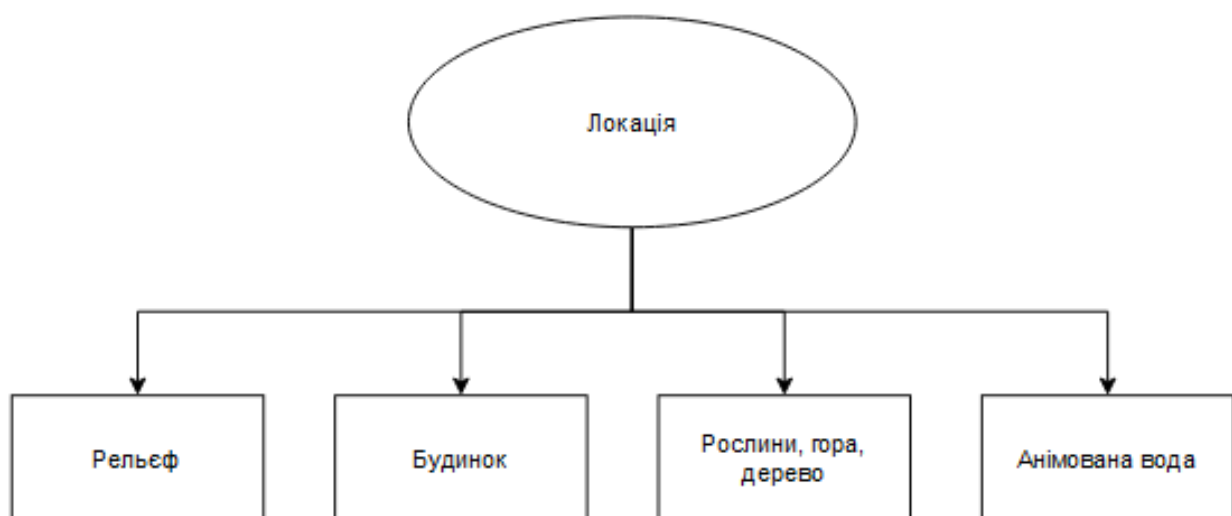 Локація
Рельєф
Будинок
Рослини, гора,
дерево
Анімована вода